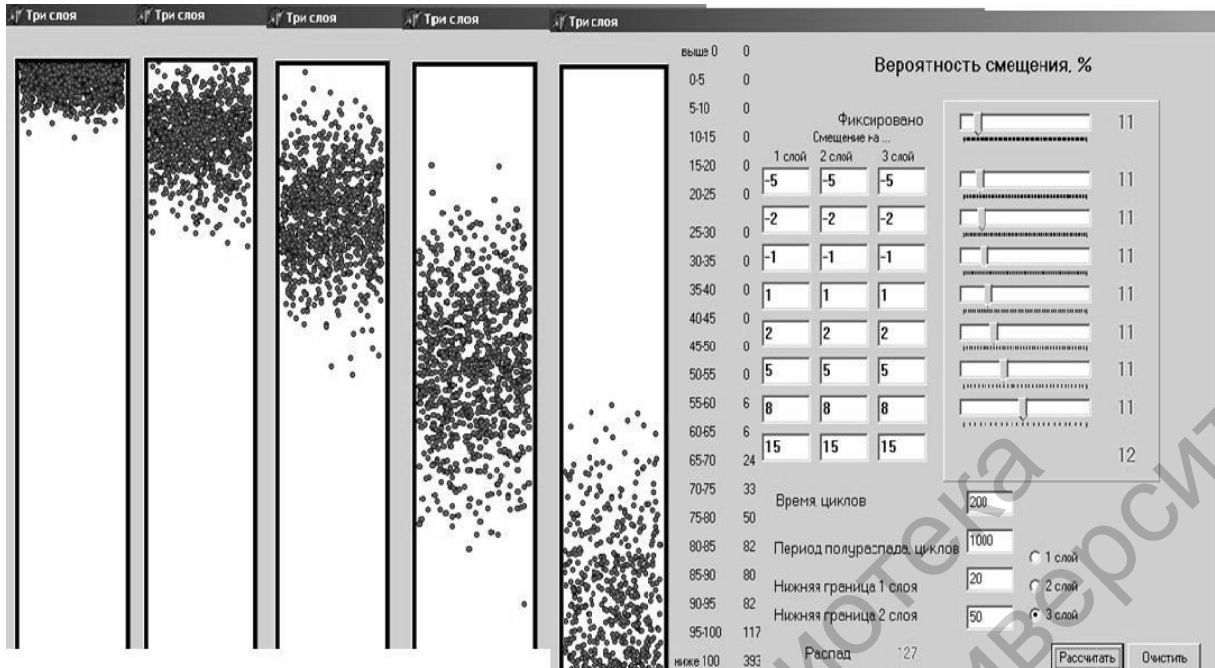 Три слоя
Три слоя
Три слоя
Три слоя
Три слоя
Вероятность смещения, %
выше 0 0
0-5 0
5-10 0
10-15 0
15-20 0
20-25 0
25-30 0
30-35 0
35-40 0
40-45 0
45-50 0
50-55 0
55-60 6
60-65 6
65-70 24
70-75 33
75-80 50
80-85 82
85-90 80
90-95 82
95-100 117
ниже 100 393
Фиксировано 11
Смещение на ...
1 слой 2 слой 3 слой
-5 -5 -5 11
-2 -2 -2 11
-1 -1 -1 11
1 1 1 11
2 2 2 11
5 5 5 11
8 8 8 11
15 15 15 12
Время циклов 200
Период полураспада, циклов 1000
Нижняя граница 1 слоя 20
Нижняя граница 2 слоя 50
1 слой
2 слой
3 слой
Распад 127
Рассчитать Очистить